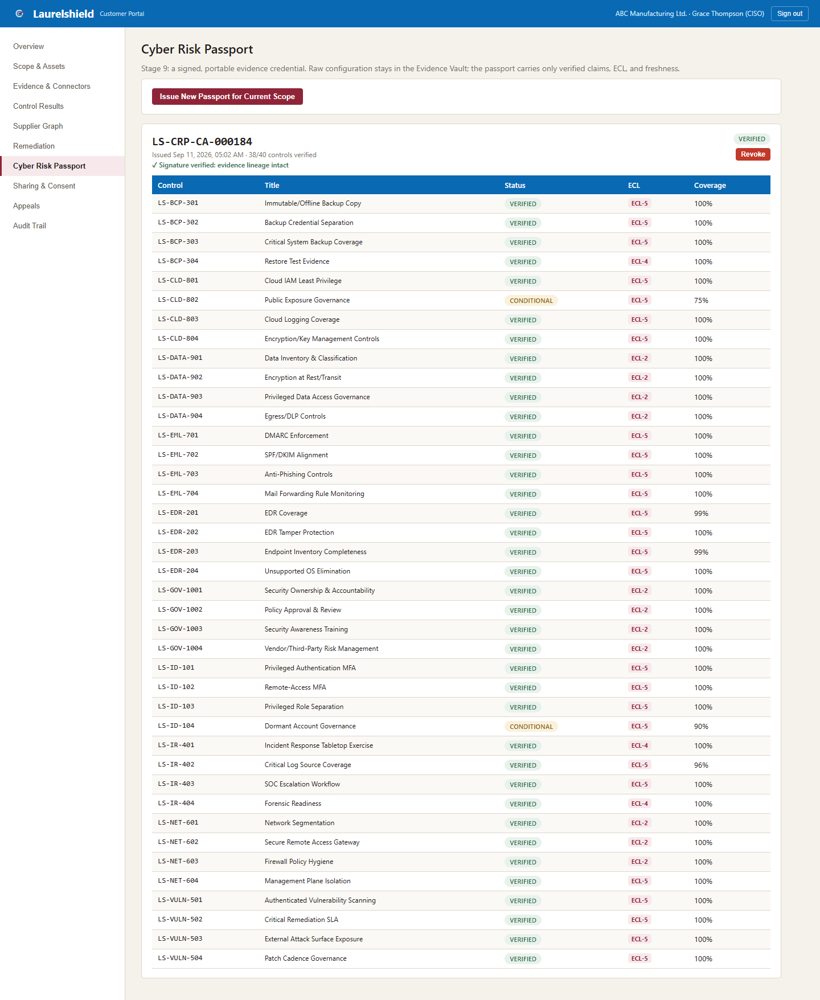 Laurelshield Customer Portal
ABC Manufacturing Ltd. · Grace Thompson (CISO) Sign out
Overview
Scope & Assets
Evidence & Connectors
Control Results
Supplier Graph
Remediation
Cyber Risk Passport
Sharing & Consent
Appeals
Audit Trail
Cyber Risk Passport
Stage 9: a signed, portable evidence credential. Raw configuration stays in the Evidence Vault; the passport carries only verified claims, ECL, and freshness.
Issue New Passport for Current Scope
LS-CRP-CA-000184
VERIFIED
Issued Sep 11, 2026, 05:02 AM · 38/40 controls verified
Revoke
✓ Signature verified: evidence lineage intact
Control Title Status ECL Coverage
LS-BCP-301 Immutable/Offline Backup Copy VERIFIED ECL-5 100%
LS-BCP-302 Backup Credential Separation VERIFIED ECL-5 100%
LS-BCP-303 Critical System Backup Coverage VERIFIED ECL-5 100%
LS-BCP-304 Restore Test Evidence VERIFIED ECL-4 100%
LS-CLD-801 Cloud IAM Least Privilege VERIFIED ECL-5 100%
LS-CLD-802 Public Exposure Governance CONDITIONAL ECL-5 75%
LS-CLD-803 Cloud Logging Coverage VERIFIED ECL-5 100%
LS-CLD-804 Encryption/Key Management Controls VERIFIED ECL-5 100%
LS-DATA-901 Data Inventory & Classification VERIFIED ECL-2 100%
LS-DATA-902 Encryption at Rest/Transit VERIFIED ECL-2 100%
LS-DATA-903 Privileged Data Access Governance VERIFIED ECL-2 100%
LS-DATA-904 Egress/DLP Controls VERIFIED ECL-2 100%
LS-EML-701 DMARC Enforcement VERIFIED ECL-5 100%
LS-EML-702 SPF/DKIM Alignment VERIFIED ECL-5 100%
LS-EML-703 Anti-Phishing Controls VERIFIED ECL-5 100%
LS-EML-704 Mail Forwarding Rule Monitoring VERIFIED ECL-5 100%
LS-EDR-201 EDR Coverage VERIFIED ECL-5 99%
LS-EDR-202 EDR Tamper Protection VERIFIED ECL-5 100%
LS-EDR-203 Endpoint Inventory Completeness VERIFIED ECL-5 99%
LS-EDR-204 Unsupported OS Elimination VERIFIED ECL-5 100%
LS-GOV-1001 Security Ownership & Accountability VERIFIED ECL-2 100%
LS-GOV-1002 Policy Approval & Review VERIFIED ECL-2 100%
LS-GOV-1003 Security Awareness Training VERIFIED ECL-2 100%
LS-GOV-1004 Vendor/Third-Party Risk Management VERIFIED ECL-2 100%
LS-ID-101 Privileged Authentication MFA VERIFIED ECL-5 100%
LS-ID-102 Remote-Access MFA VERIFIED ECL-5 100%
LS-ID-103 Privileged Role Separation VERIFIED ECL-5 100%
LS-ID-104 Dormant Account Governance CONDITIONAL ECL-5 90%
LS-IR-401 Incident Response Tabletop Exercise VERIFIED ECL-4 100%
LS-IR-402 Critical Log Source Coverage VERIFIED ECL-5 96%
LS-IR-403 SOC Escalation Workflow VERIFIED ECL-5 100%
LS-IR-404 Forensic Readiness VERIFIED ECL-4 100%
LS-NET-601 Network Segmentation VERIFIED ECL-2 100%
LS-NET-602 Secure Remote Access Gateway VERIFIED ECL-2 100%
LS-NET-603 Firewall Policy Hygiene VERIFIED ECL-2 100%
LS-NET-604 Management Plane Isolation VERIFIED ECL-5 100%
LS-VULN-501 Authenticated Vulnerability Scanning VERIFIED ECL-5 100%
LS-VULN-502 Critical Remediation SLA VERIFIED ECL-5 100%
LS-VULN-503 External Attack Surface Exposure VERIFIED ECL-5 100%
LS-VULN-504 Patch Cadence Governance VERIFIED ECL-5 100%